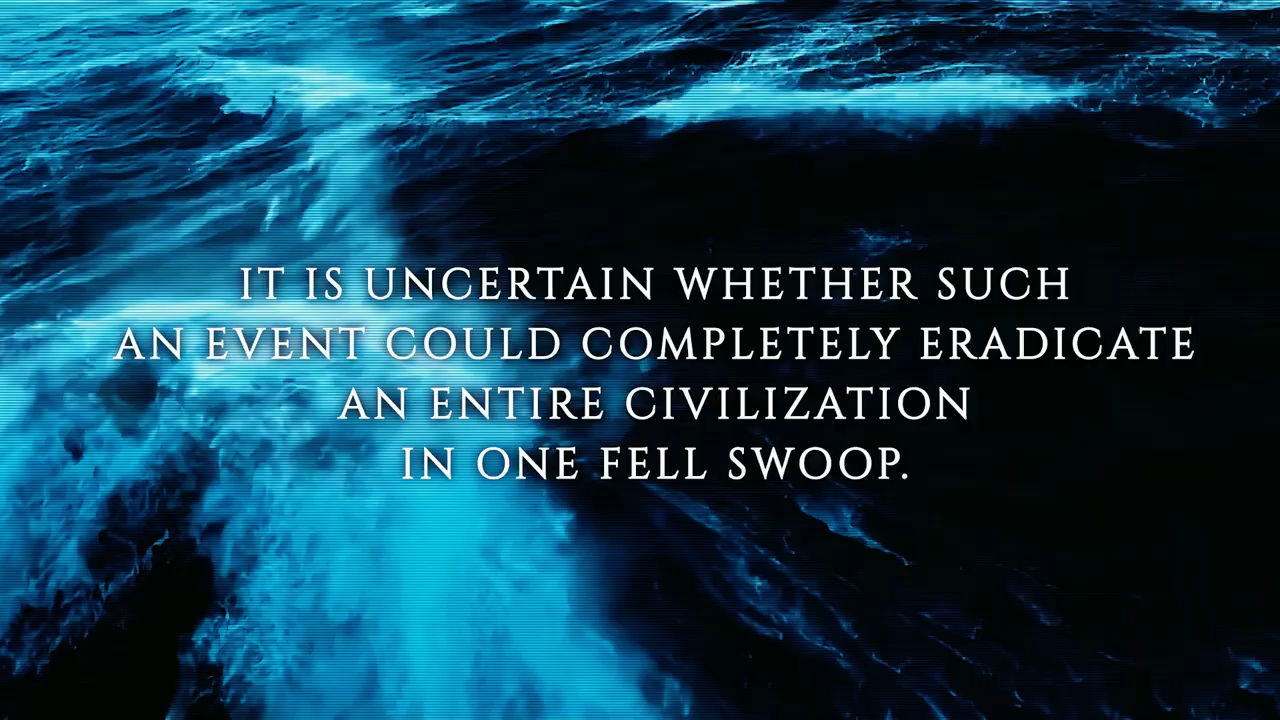 IT IS UNCERTAIN WHETHER SUCH
AN EVENT COULD COMPLETELY ERADICATE
AN ENTIRE CIVILIZATION
IN ONE FELL SWOOP.